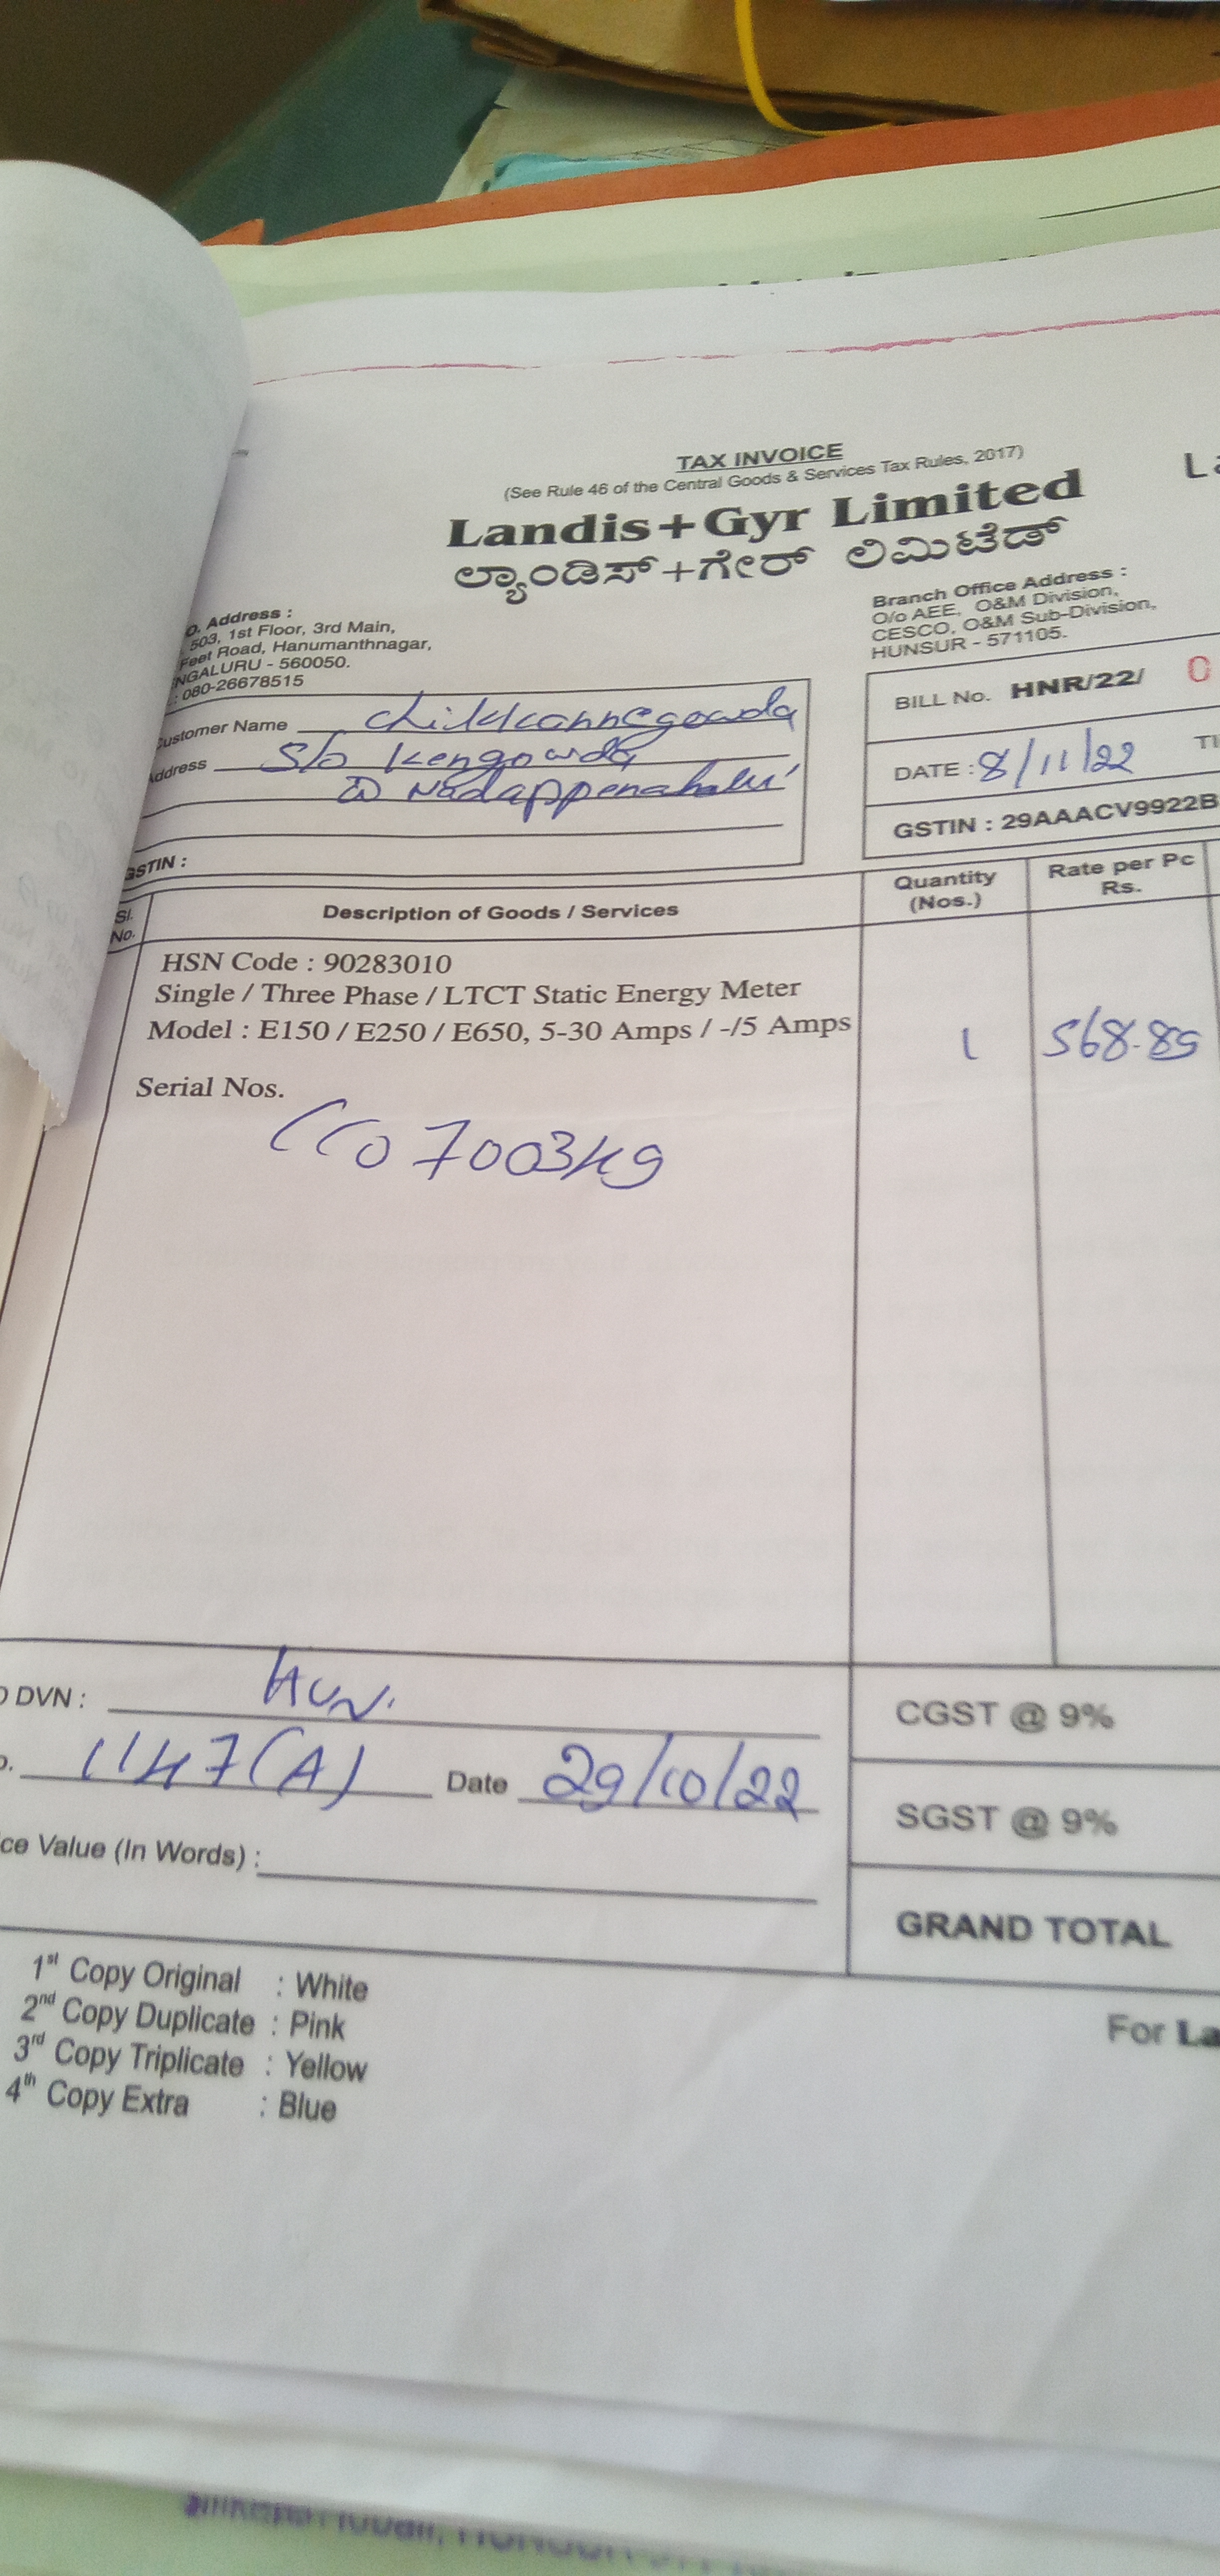 TAX INVOICE
(See Rule 46 of the Central Goods & Services Tax Rules, 2017)
La
Landis+Gyr Limited
ಲ್ಯಾಂಡಿಸ್+ಗೇರ್ ಲಿಮಿಟೆಡ್
O. Address :
503, 1st Floor, 3rd Main,
Feet Road, Hanumanthnagar,
NGALURU - 560050.
: 080-26678515
Branch Office Address :
O/o AEE, O&M Division,
CESCO, O&M Sub-Division,
HUNSUR - 571105.
Customer Name chikkannegowda
Address S/o Kengowda
Nadappenahalli
GSTIN :
BILL No. HNR/22/ 0
DATE : 8/11/22 TI
GSTIN : 29AAACV9922B
Sl. No. Description of Goods / Services Quantity (Nos.) Rate per Pc Rs.
HSN Code : 90283010
Single / Three Phase / LTCT Static Energy Meter
Model : E150 / E250 / E650, 5-30 Amps / -/5 Amps 1 568.85
Serial Nos.
CC0700349
DVN : HUN.
1147(A) Date 29/10/22
ce Value (In Words) :
CGST @ 9%
SGST @ 9%
GRAND TOTAL
1st Copy Original : White
2nd Copy Duplicate : Pink
3rd Copy Triplicate : Yellow
4th Copy Extra : Blue
For La